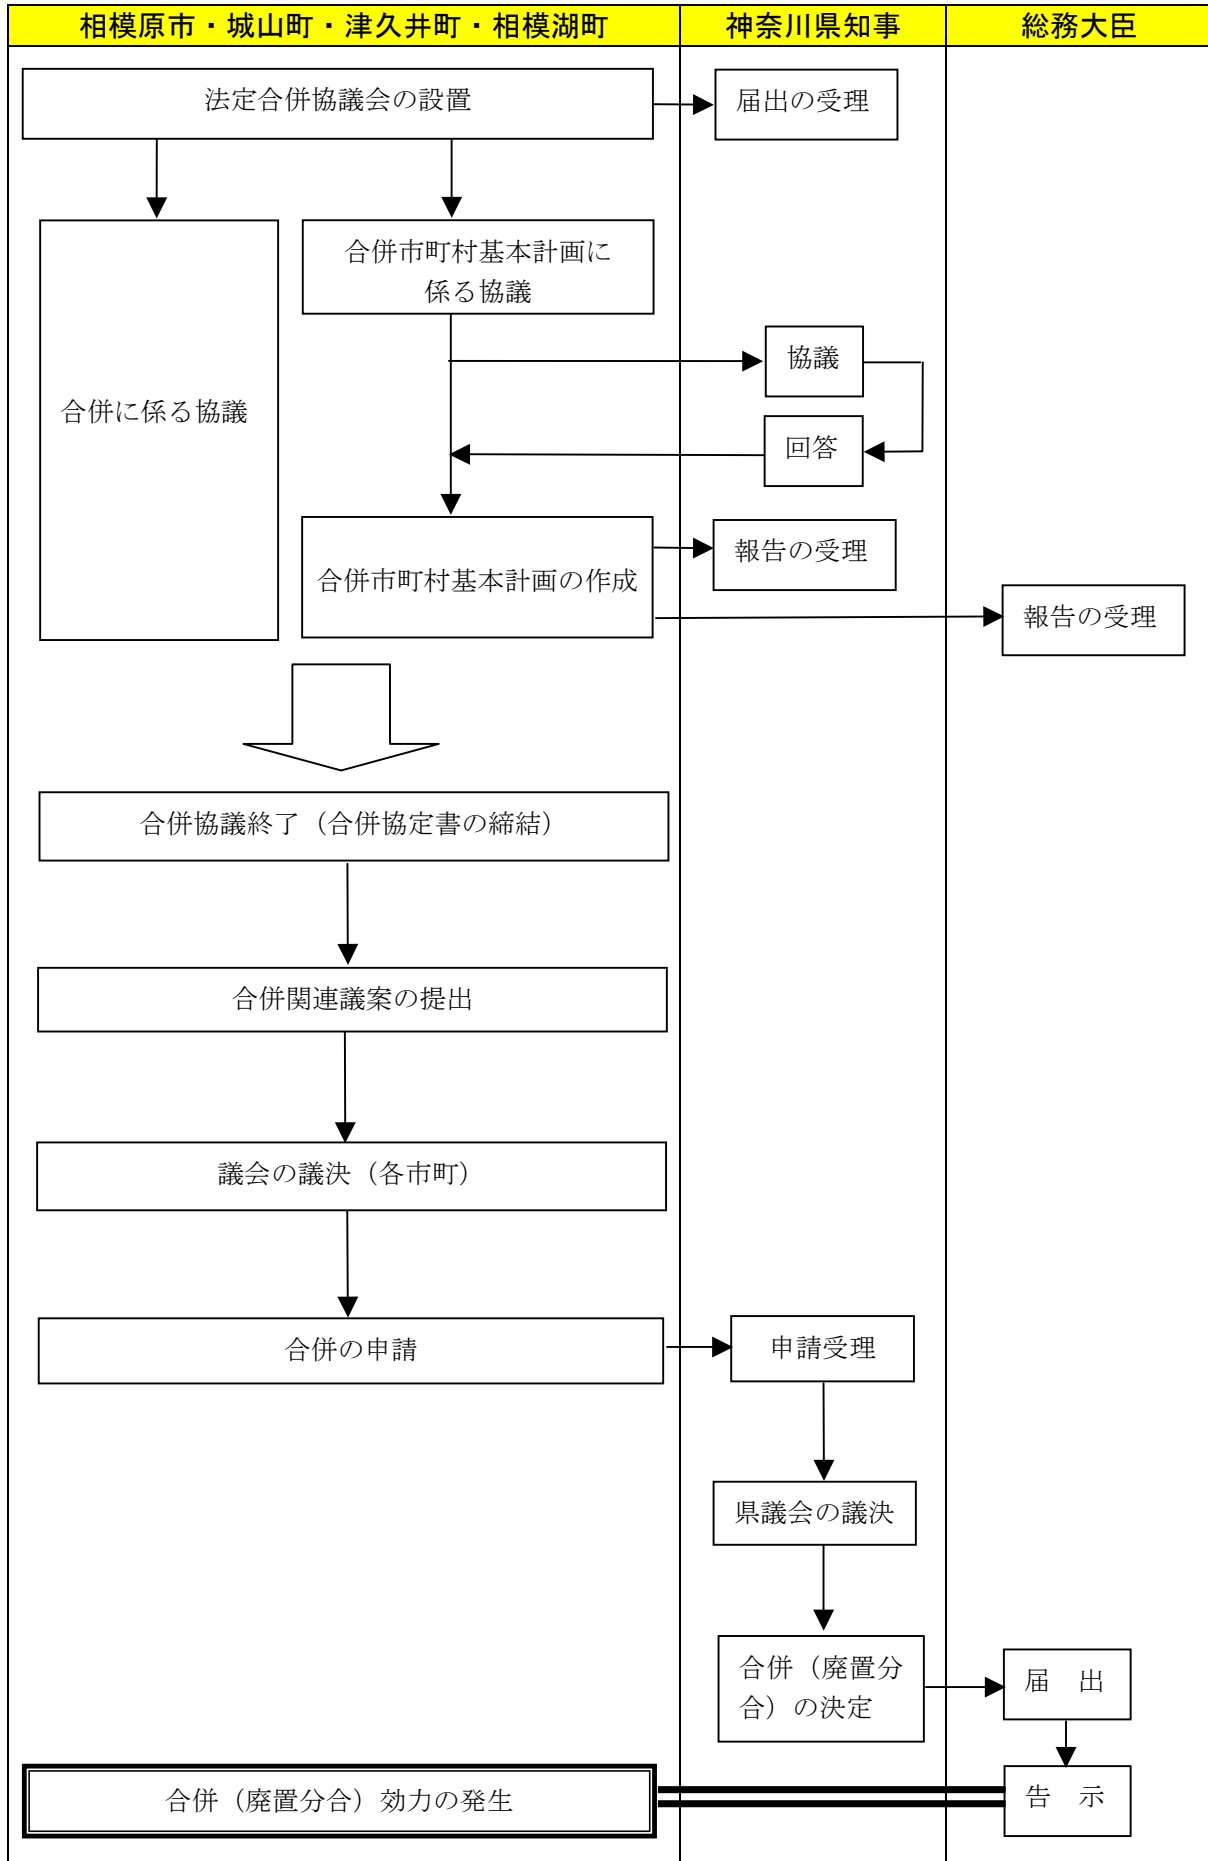 相模原市・城山町・津久井町・相模湖町
神奈川県知事
総務大臣
法定合併協議会の設置
届出の受理
合併市町村基本計画に
係る協議
合併に係る協議
協議
回答
合併市町村基本計画の作成
報告の受理
報告の受理
合併協議終了（合併協定書の締結）
合併関連議案の提出
議会の議決（各市町）
合併の申請
申請受理
県議会の議決
合併（廃置分
合）の決定
届　出
合併（廃置分合）効力の発生
告　示